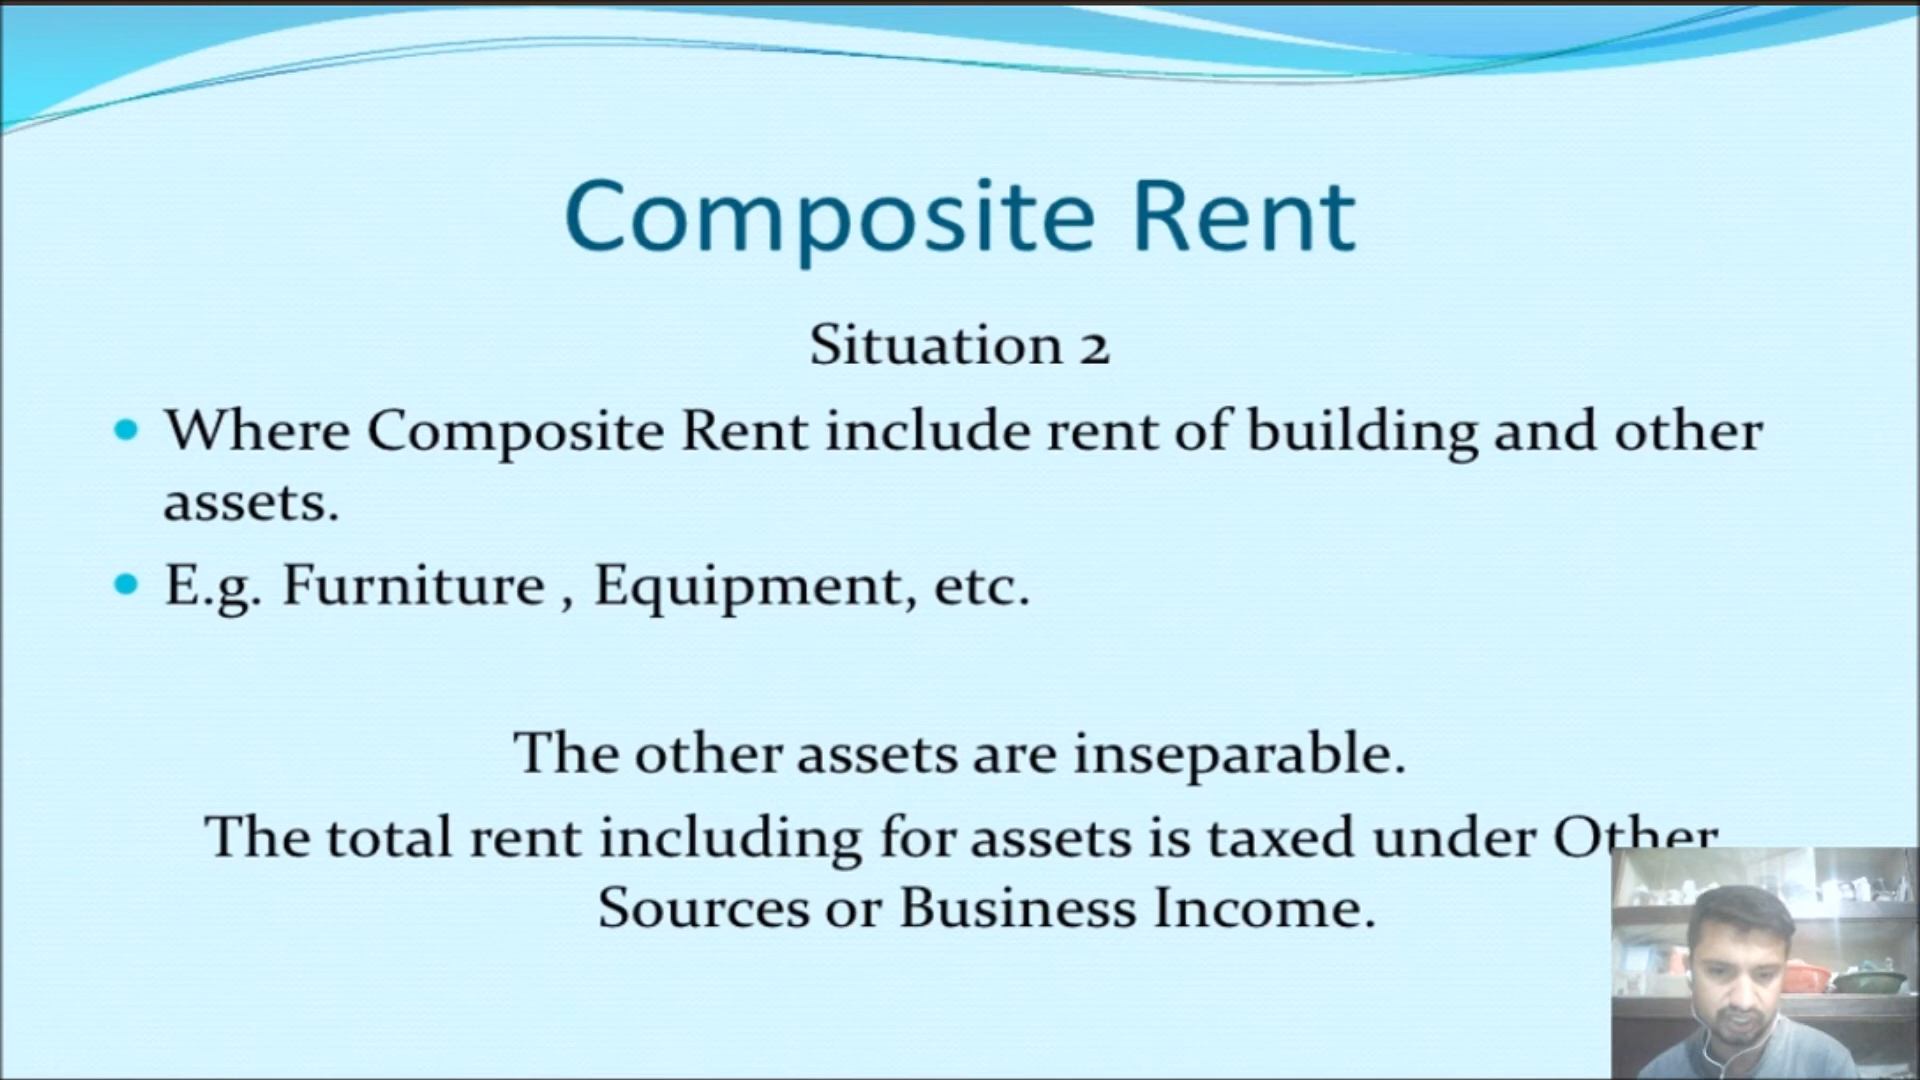 Composite Rent
Situation 2
Where Composite Rent include rent of building and other
assets.
E.g. Furniture , Equipment, etc.
The other assets are inseparable.
The total rent including for assets is taxed under Other
Sources or Business Income.